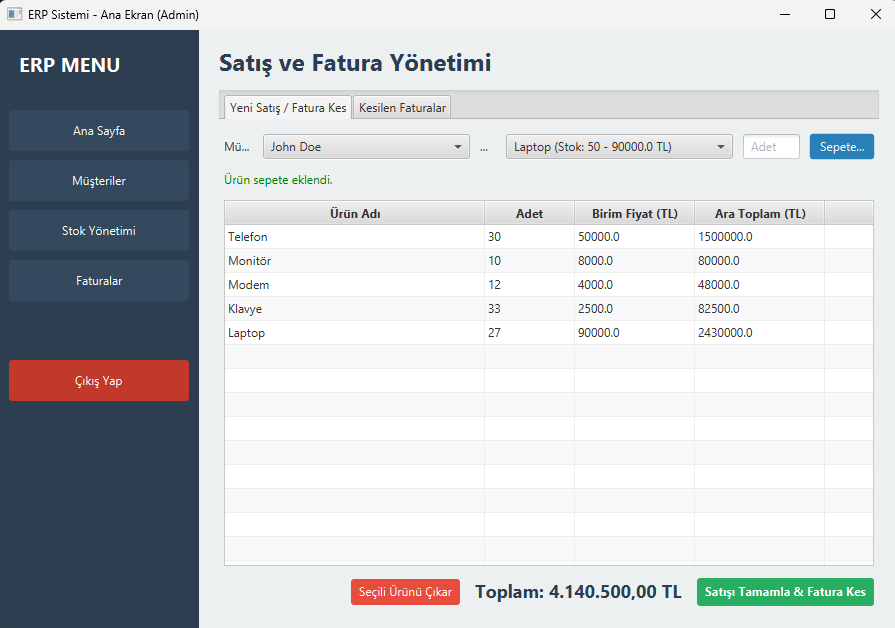 ERP Sistemi - Ana Ekran (Admin)
ERP MENU
Ana Sayfa
Müşteriler
Stok Yönetimi
Faturalar
Çıkış Yap
Satış ve Fatura Yönetimi
Yeni Satış / Fatura Kes Kesilen Faturalar
Mü... John Doe ... Laptop (Stok: 50 - 90000.0 TL) Adet Sepete...
Ürün sepete eklendi.
Ürün Adı Adet Birim Fiyat (TL) Ara Toplam (TL)
Telefon 30 50000.0 1500000.0
Monitör 10 8000.0 80000.0
Modem 12 4000.0 48000.0
Klavye 33 2500.0 82500.0
Laptop 27 90000.0 2430000.0
Seçili Ürünü Çıkar Toplam: 4.140.500,00 TL Satışı Tamamla & Fatura Kes